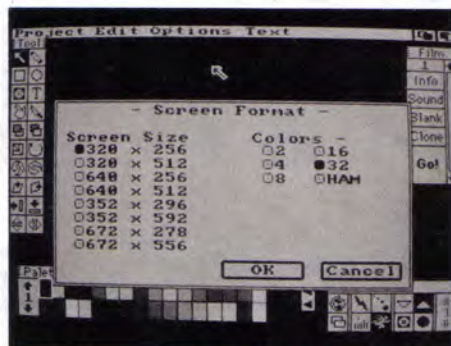 Project Edit Options Text
Tool
Film
1
Info
Sound
Blank
Clone
Go!
- Screen Format -
Screen Size
320 x 256
320 x 512
640 x 256
640 x 512
352 x 296
352 x 592
672 x 278
672 x 556
Colors -
2 16
4 32
8 HAM
OK Cancel
Palet
1